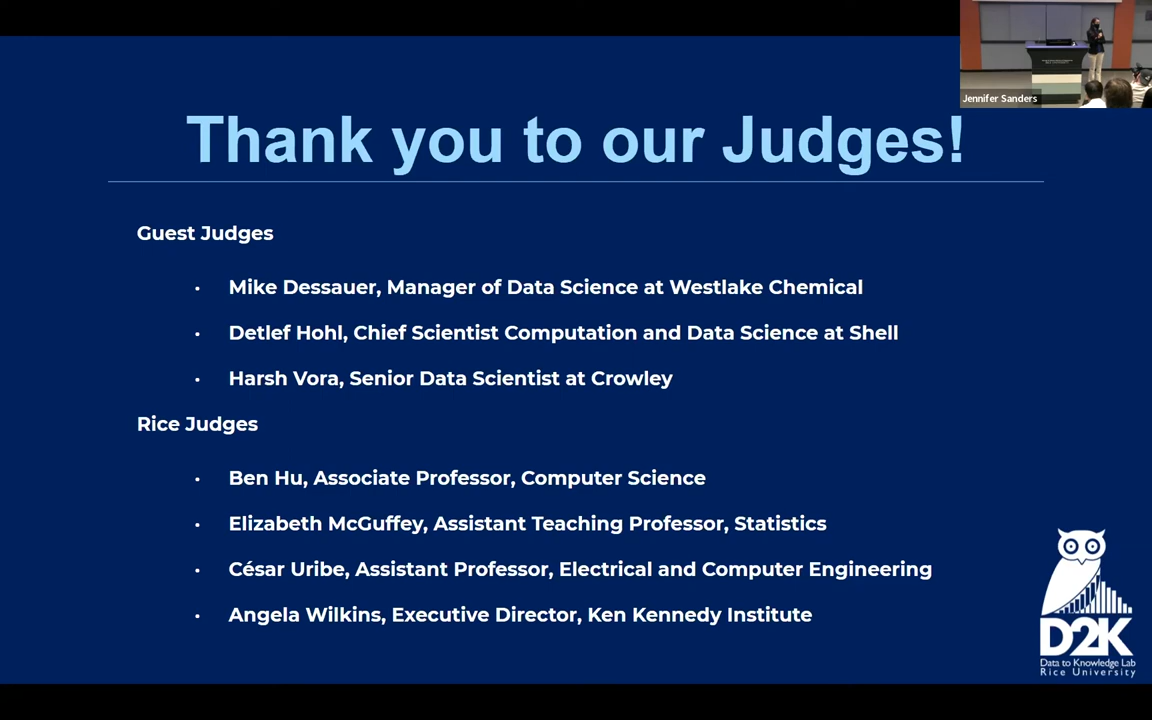 Jennifer Sanders
Thank you to our Judges!
Guest Judges
• Mike Dessauer, Manager of Data Science at Westlake Chemical
• Detlef Hohl, Chief Scientist Computation and Data Science at Shell
• Harsh Vora, Senior Data Scientist at Crowley
Rice Judges
• Ben Hu, Associate Professor, Computer Science
• Elizabeth McGuffey, Assistant Teaching Professor, Statistics
• César Uribe, Assistant Professor, Electrical and Computer Engineering
• Angela Wilkins, Executive Director, Ken Kennedy Institute
D2K
Data to Knowledge Lab
Rice University